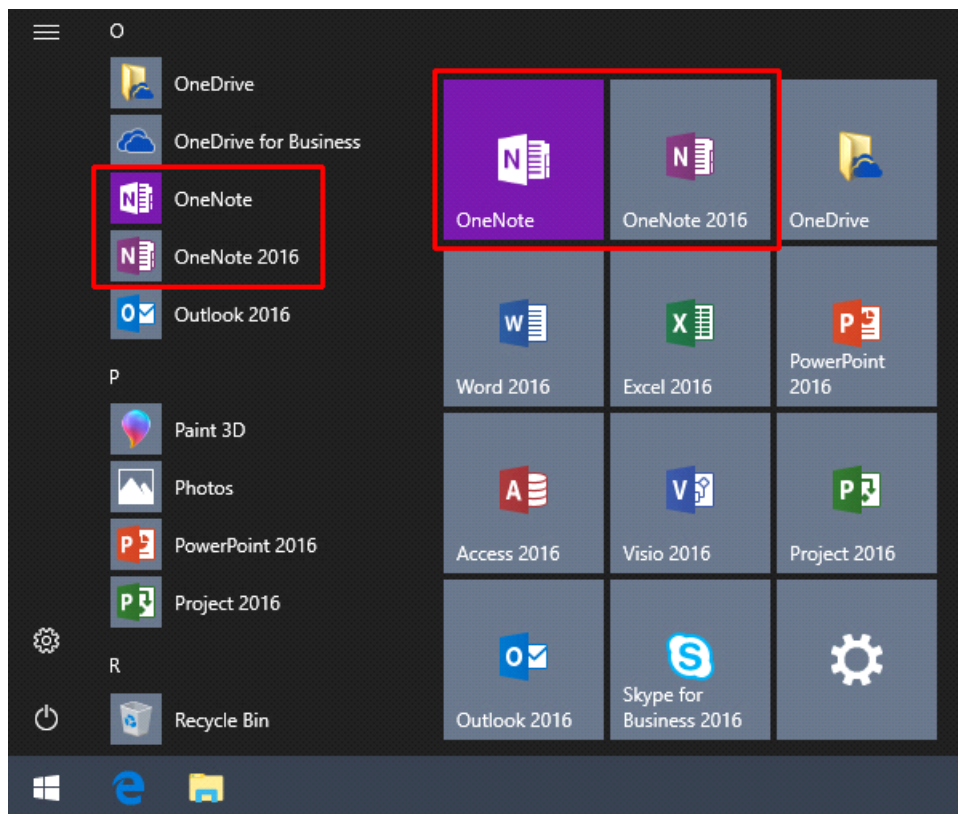 O
OneDrive
OneDrive for Business
OneNote
OneNote 2016
Outlook 2016
P
Paint 3D
Photos
PowerPoint 2016
Project 2016
R
Recycle Bin
OneNote
OneNote 2016
OneDrive
Word 2016
Excel 2016
PowerPoint
2016
Access 2016
Visio 2016
Project 2016
Outlook 2016
Skype for
Business 2016